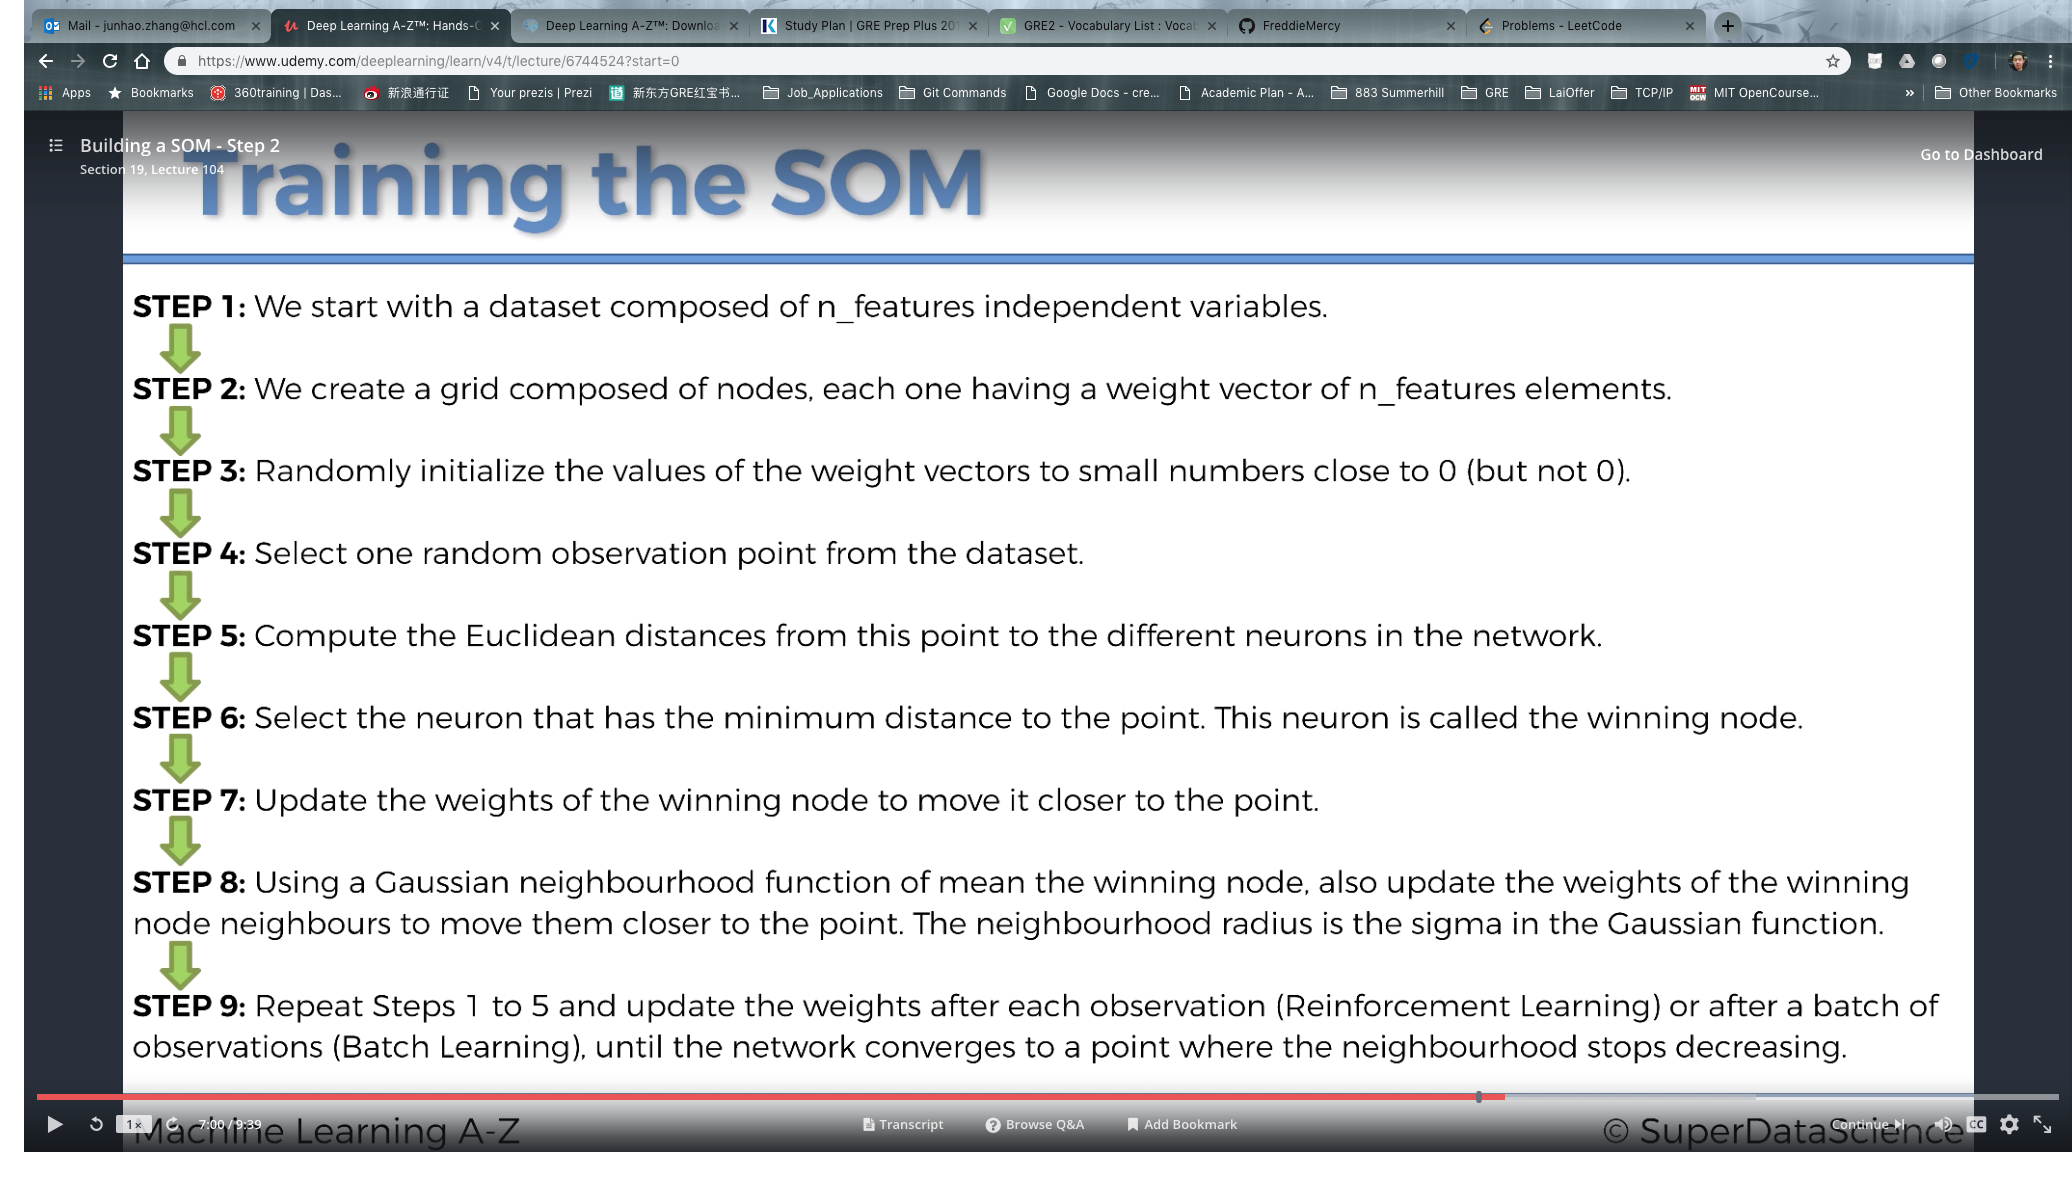 Mail - junhao.zhang@hcl.com
Deep Learning A-Z™: Hands-
Deep Learning A-Z™: Downloa
Study Plan | GRE Prep Plus 20
GRE2 - Vocabulary List : Vocab
FreddieMercy
Problems - LeetCode
https://www.udemy.com/deeplearning/learn/v4/t/lecture/6744524?start=0
Apps
Bookmarks
360training | Das...
新浪通行证
Your prezis | Prezi
新东方GRE红宝书...
Job_Applications
Git Commands
Google Docs - cre...
Academic Plan - A...
883 Summerhill
GRE
LaiOffer
TCP/IP
MIT OpenCourse...
»
Other Bookmarks
Building a SOM - Step 2
Section 19, Lecture 104
Go to Dashboard
Training the SOM
STEP 1: We start with a dataset composed of n_features independent variables.
STEP 2: We create a grid composed of nodes, each one having a weight vector of n_features elements.
STEP 3: Randomly initialize the values of the weight vectors to small numbers close to 0 (but not 0).
STEP 4: Select one random observation point from the dataset.
STEP 5: Compute the Euclidean distances from this point to the different neurons in the network.
STEP 6: Select the neuron that has the minimum distance to the point. This neuron is called the winning node.
STEP 7: Update the weights of the winning node to move it closer to the point.
STEP 8: Using a Gaussian neighbourhood function of mean the winning node, also update the weights of the winning
node neighbours to move them closer to the point. The neighbourhood radius is the sigma in the Gaussian function.
STEP 9: Repeat Steps 1 to 5 and update the weights after each observation (Reinforcement Learning) or after a batch of
observations (Batch Learning), until the network converges to a point where the neighbourhood stops decreasing.
1x
7:00 / 9:39
Machine Learning A-Z
Transcript
Browse Q&A
Add Bookmark
© SuperDataScience
Continue
CC